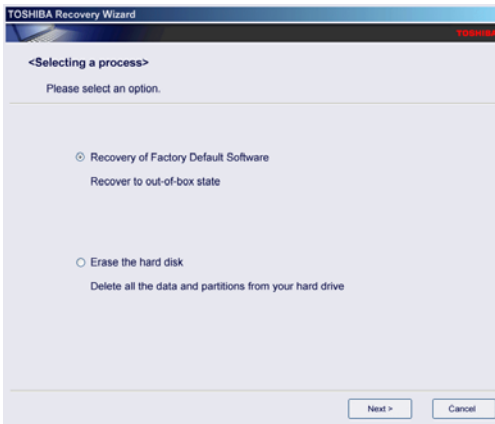 TOSHIBA Recovery Wizard
TOSHIBA
<Selecting a process>
Please select an option.
Recovery of Factory Default Software
Recover to out-of-box state
Erase the hard disk
Delete all the data and partitions from your hard drive
Next >
Cancel